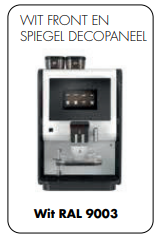 WIT FRONT EN
SPIEGEL DECOPANEEL
Wit RAL 9003